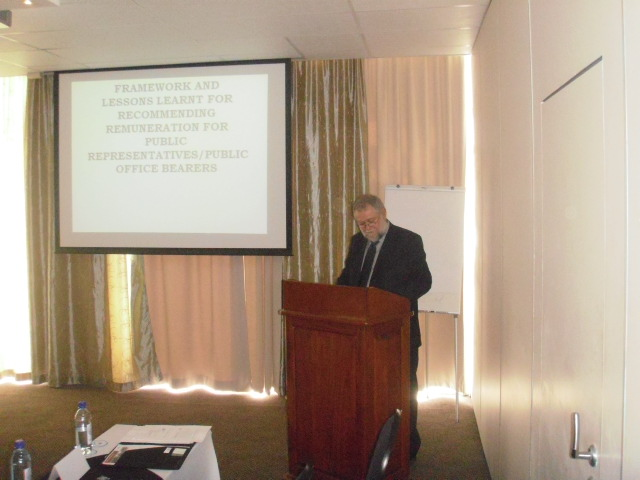 FRAMEWORK AND
LESSONS LEARNT FOR
RECOMMENDING
REMUNERATION FOR
PUBLIC
REPRESENTATIVES/PUBLIC
OFFICE BEARERS